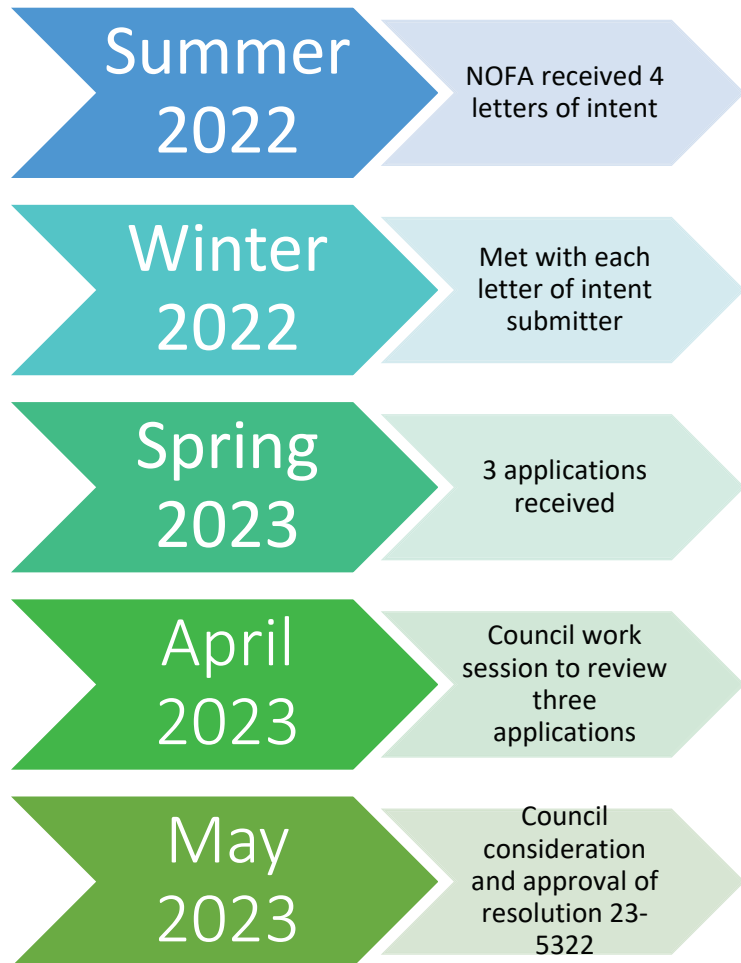 Summer
2022
NOFA received 4
letters of intent
Winter
2022
Met with each
letter of intent
submitter
Spring
2023
3 applications
received
April
2023
Council work
session to review
three
applications
May
2023
Council
consideration
and approval of
resolution 23-
5322